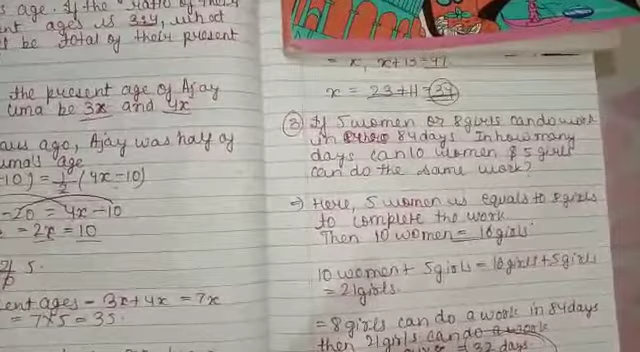 s age. If the ratio of their
ent ages is 3:4, what
be total of their present
the present age of Ajay
uma be 3x and 4x
ago, Ajay was half of
uma's age
-10) = 1/2 (4x-10)
-20 = 4x-10
= 2x = 10
5.
ent ages = 3x+4x = 7x
= 7x5 = 35.
= x, x+13=
x = 23+11=34
③ If 5 women or 8 girls can do work
in 84 days. In how many
days can 10 women & 5 girls
can do the same work?
⇒ Here, 5 women is equals to 8 girls
to complete the work
Then 10 women = 16 girls
10 women + 5 girls = 16 girls + 5 girls
= 21 girls.
= 8 girls can do a work in 84 days
then 21 girls can do a work
= 32 days.